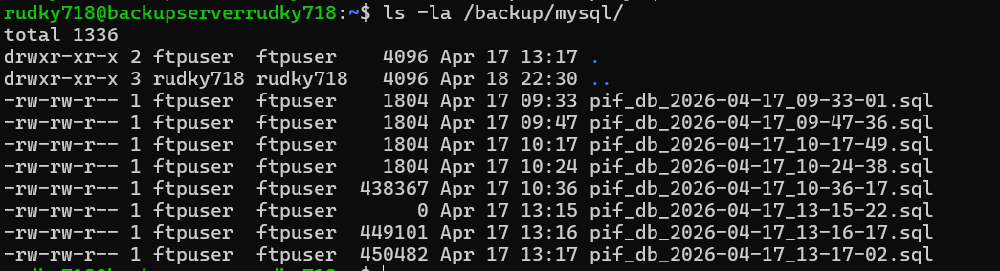 rudky718@backupserverrudky718:~$ ls -la /backup/mysql/
total 1336
drwxr-xr-x 2 ftpuser  ftpuser    4096 Apr 17 13:17 .
drwxr-xr-x 3 rudky718 rudky718   4096 Apr 18 22:30 ..
-rw-rw-r-- 1 ftpuser  ftpuser    1804 Apr 17 09:33 pif_db_2026-04-17_09-33-01.sql
-rw-rw-r-- 1 ftpuser  ftpuser    1804 Apr 17 09:47 pif_db_2026-04-17_09-47-36.sql
-rw-rw-r-- 1 ftpuser  ftpuser    1804 Apr 17 10:17 pif_db_2026-04-17_10-17-49.sql
-rw-rw-r-- 1 ftpuser  ftpuser    1804 Apr 17 10:24 pif_db_2026-04-17_10-24-38.sql
-rw-rw-r-- 1 ftpuser  ftpuser  438367 Apr 17 10:36 pif_db_2026-04-17_10-36-17.sql
-rw-rw-r-- 1 ftpuser  ftpuser       0 Apr 17 13:15 pif_db_2026-04-17_13-15-22.sql
-rw-rw-r-- 1 ftpuser  ftpuser  449101 Apr 17 13:16 pif_db_2026-04-17_13-16-17.sql
-rw-rw-r-- 1 ftpuser  ftpuser  450482 Apr 17 13:17 pif_db_2026-04-17_13-17-02.sql